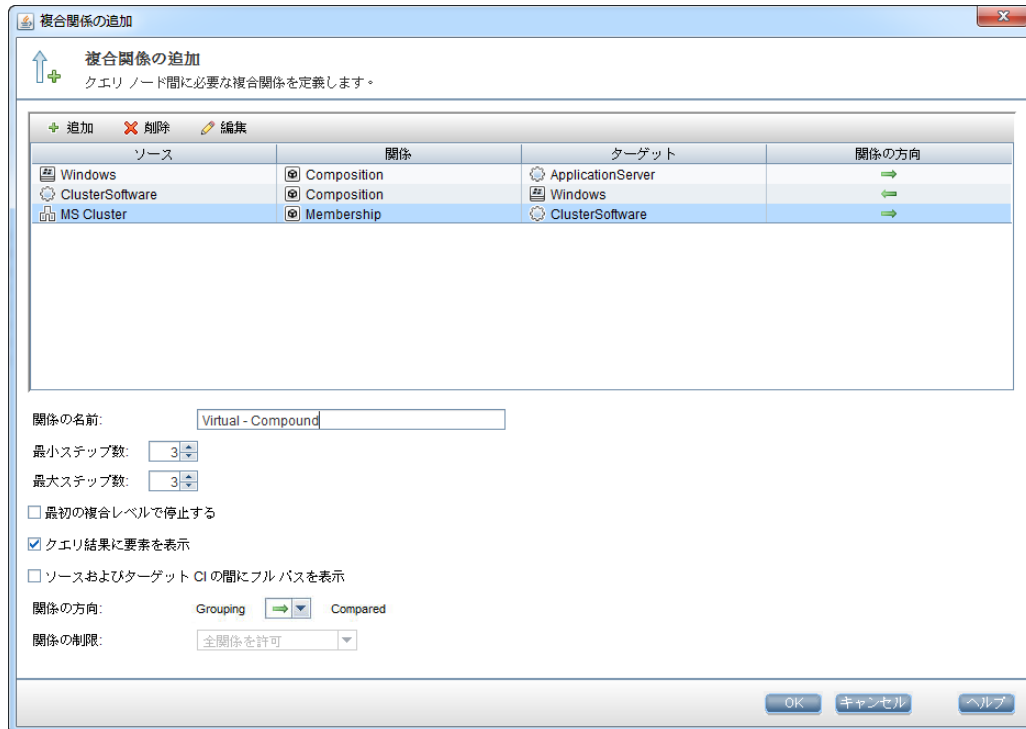 複合関係の追加
複合関係の追加
クエリ ノード間に必要な複合関係を定義します。
追加 削除 編集
ソース 関係 ターゲット 関係の方向
Windows Composition ApplicationServer
ClusterSoftware Composition Windows
MS Cluster Membership ClusterSoftware
関係の名前: Virtual - Compound
最小ステップ数: 3
最大ステップ数: 3
最初の複合レベルで停止する
クエリ結果に要素を表示
ソースおよびターゲット CI の間にフル パスを表示
関係の方向: Grouping Compared
関係の制限: 全関係を許可
OK キャンセル ヘルプ